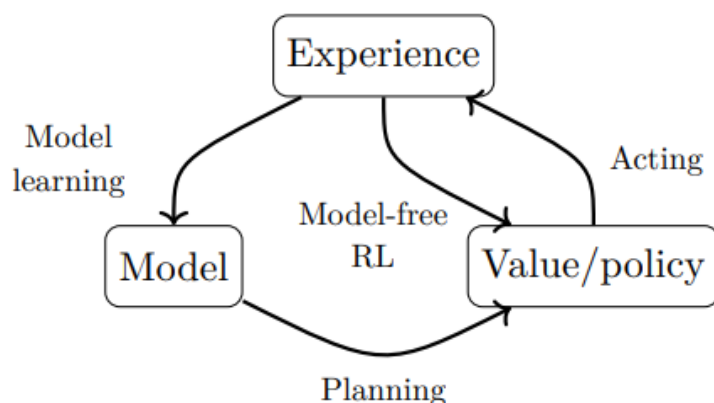 Experience
Model
learning
Acting
Model-free
RL
Model
Value/policy
Planning